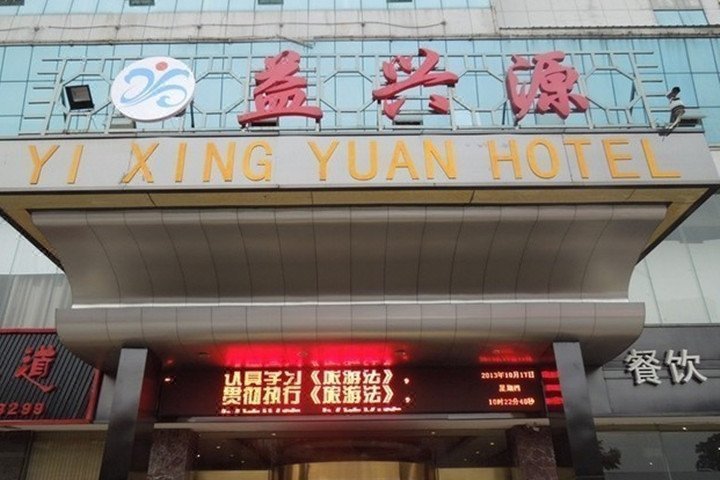 益兴源
YI XING YUAN HOTEL
道
3299
认真学习《旅游法》，
贯彻执行《旅游法》，
2013年10月17日
星期四
10时22分48秒
餐饮